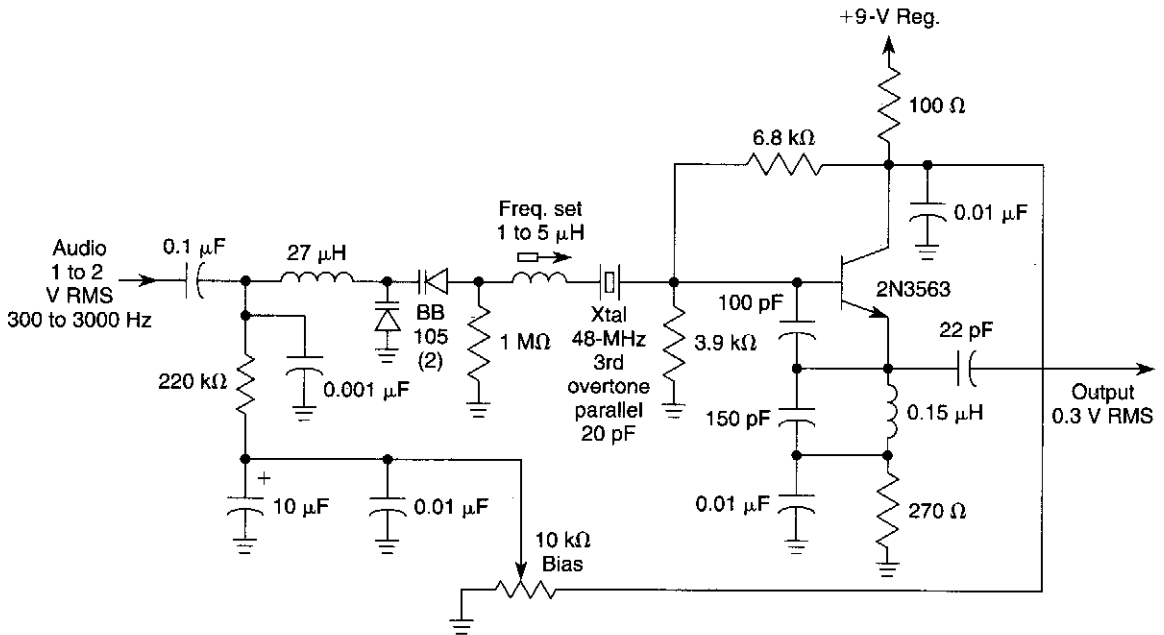 +9-V Reg.
100 Ω
6.8 kΩ
0.01 μF
Freq. set
1 to 5 μH
Audio
1 to 2
V RMS
300 to 3000 Hz
0.1 μF
27 μH
BB
105
(2)
1 MΩ
Xtal
48-MHz
3rd
overtone
parallel
20 pF
100 pF
3.9 kΩ
2N3563
22 pF
220 kΩ
0.001 μF
150 pF
0.15 μH
Output
0.3 V RMS
+
10 μF
0.01 μF
0.01 μF
270 Ω
10 kΩ
Bias